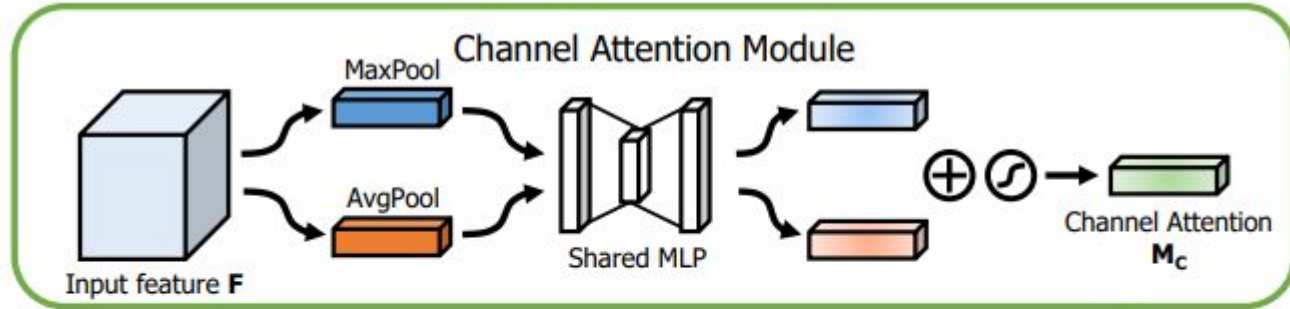 Channel Attention Module
MaxPool
AvgPool
Shared MLP
Input feature F
Channel Attention
Mc